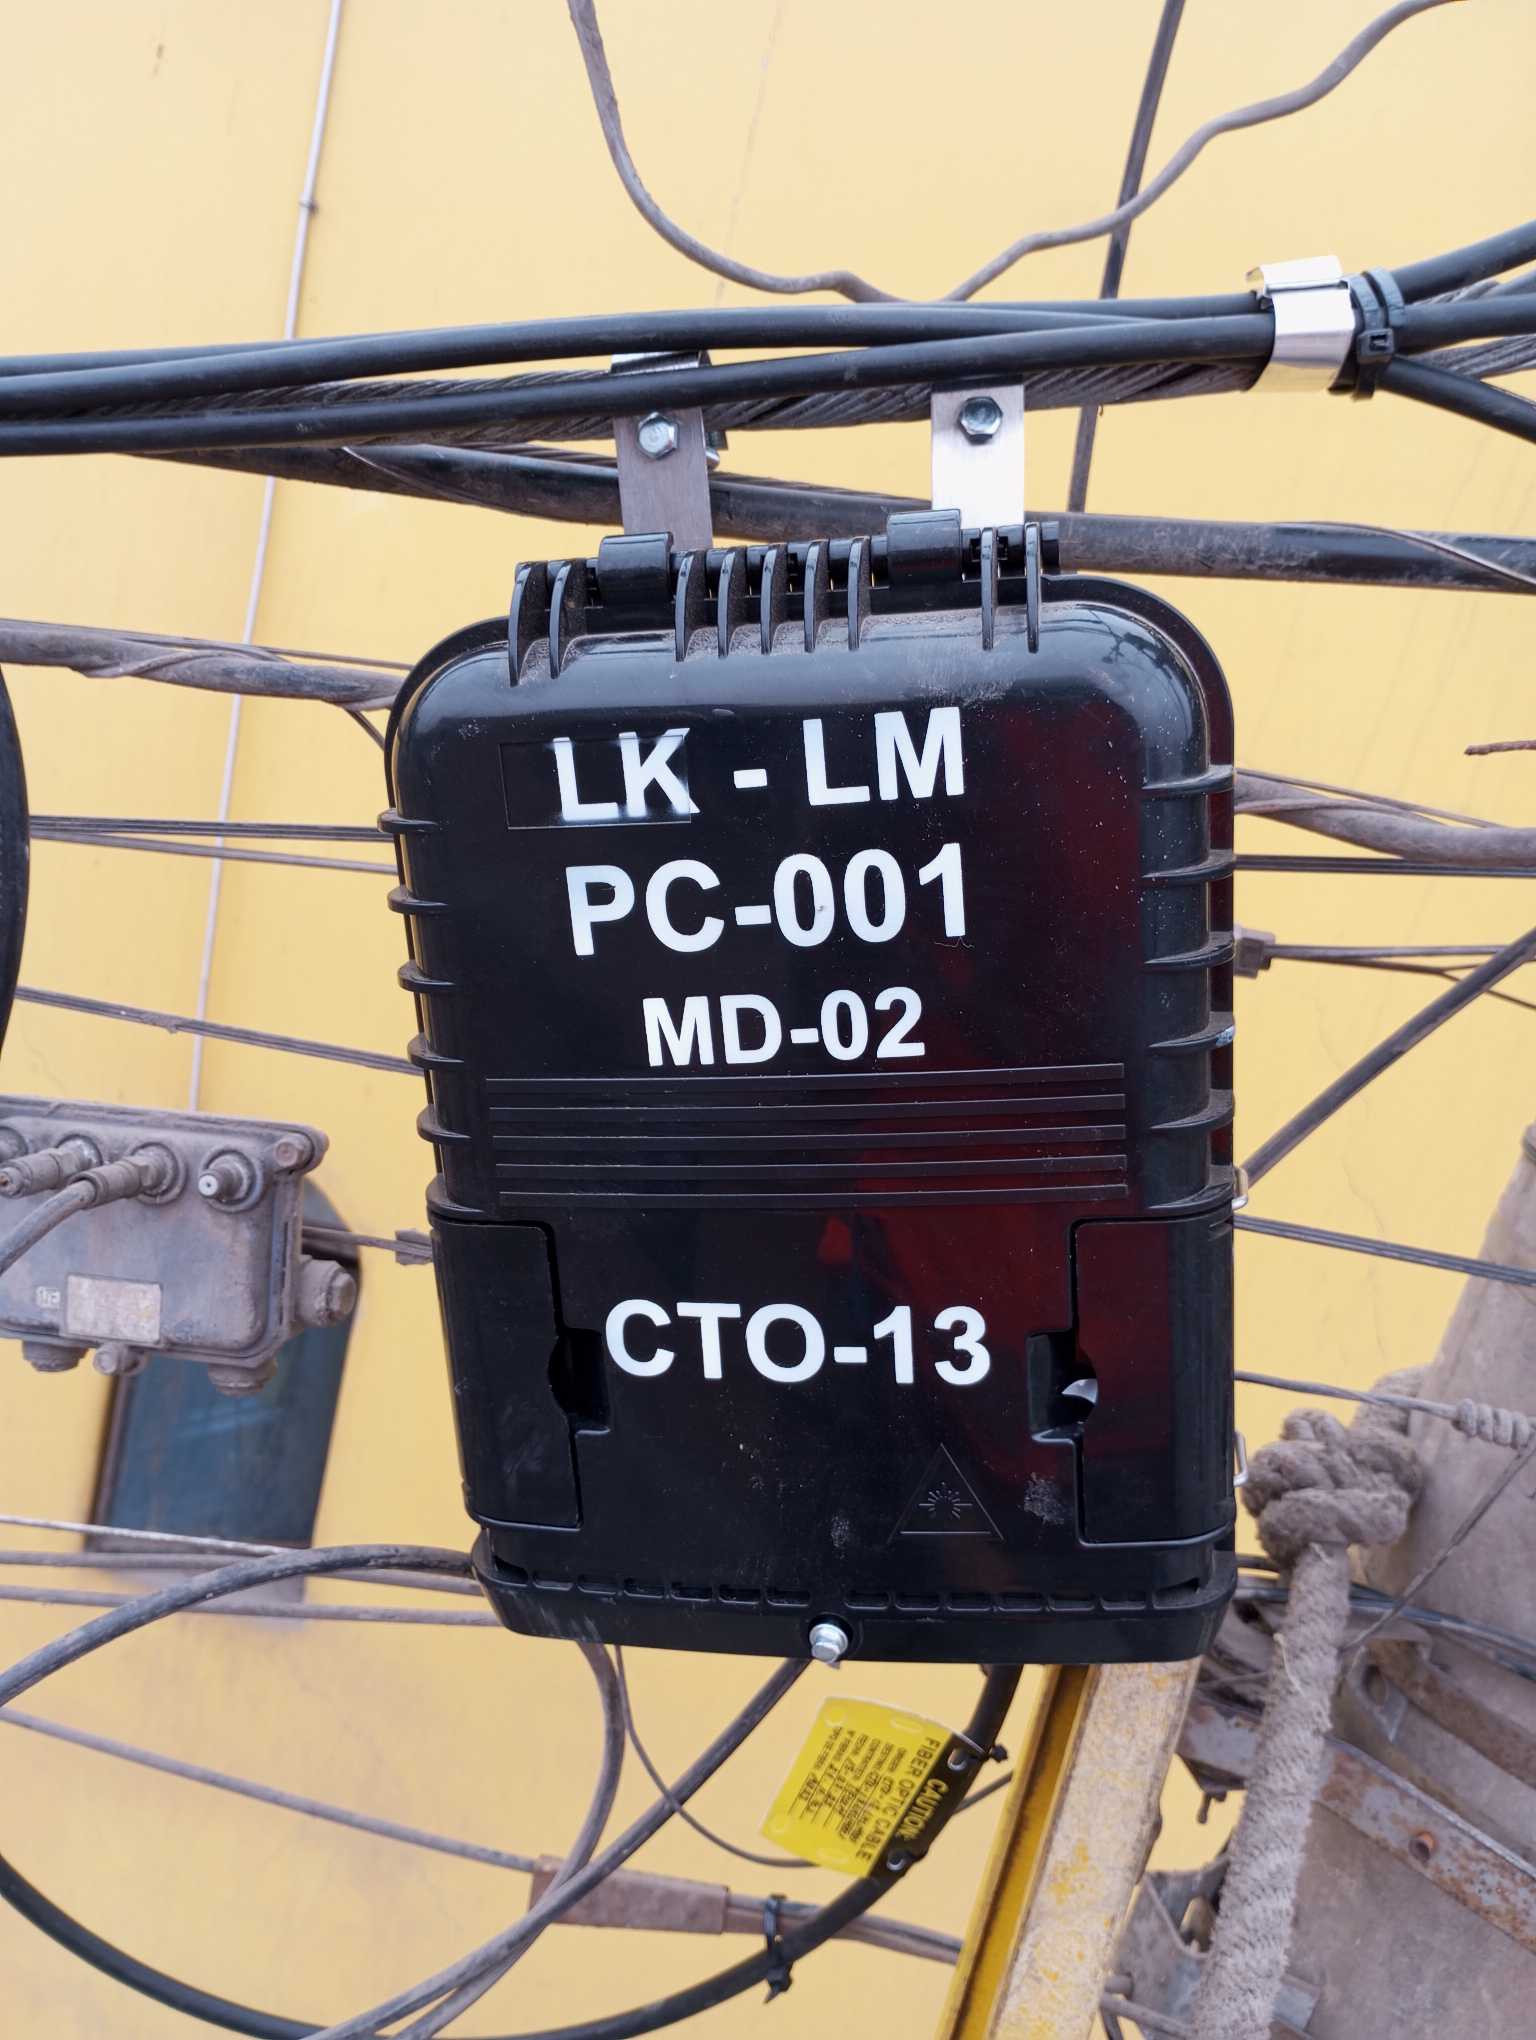 LK - LM
PC-001
MD-02
CTO-13
CAUTION:
FIBER OPTIC CABLE